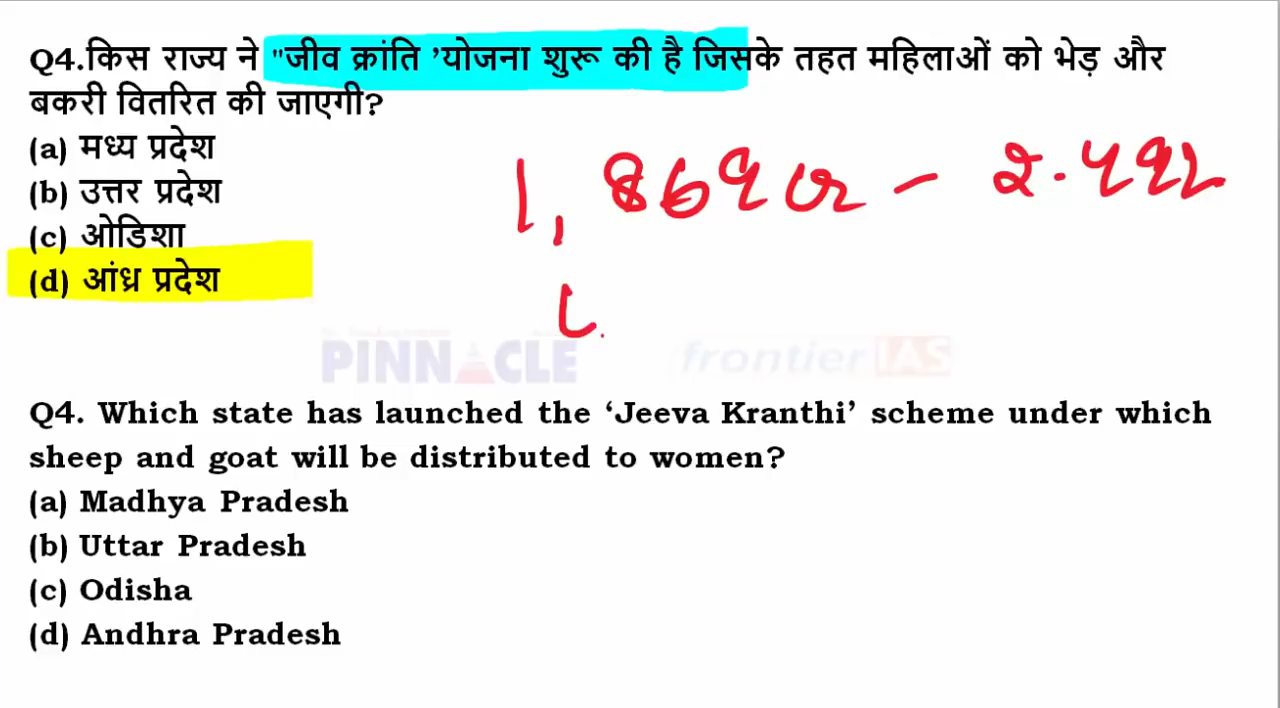 Q4.किस राज्य ने "जीव क्रांति ’योजना शुरू की है जिसके तहत महिलाओं को भेड़ और
बकरी वितरित की जाएगी?
(a) मध्य प्रदेश
(b) उत्तर प्रदेश
(c) ओडिशा
(d) आंध्र प्रदेश
PINNACLE frontier IAS
Q4. Which state has launched the ‘Jeeva Kranthi’ scheme under which
sheep and goat will be distributed to women?
(a) Madhya Pradesh
(b) Uttar Pradesh
(c) Odisha
(d) Andhra Pradesh